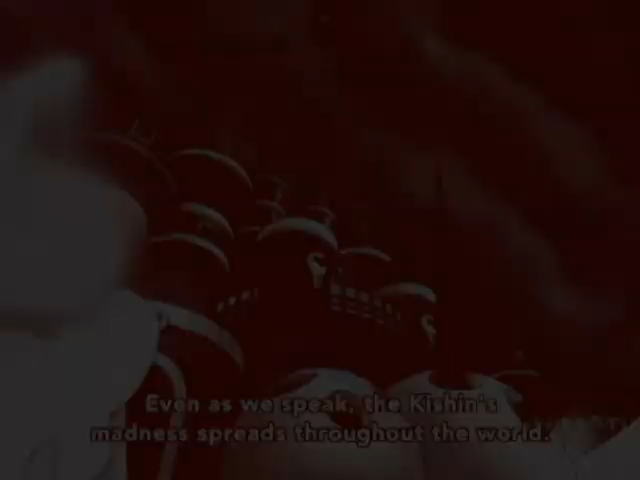 Even as we speak, the Kishin's
madness spreads throughout the world.